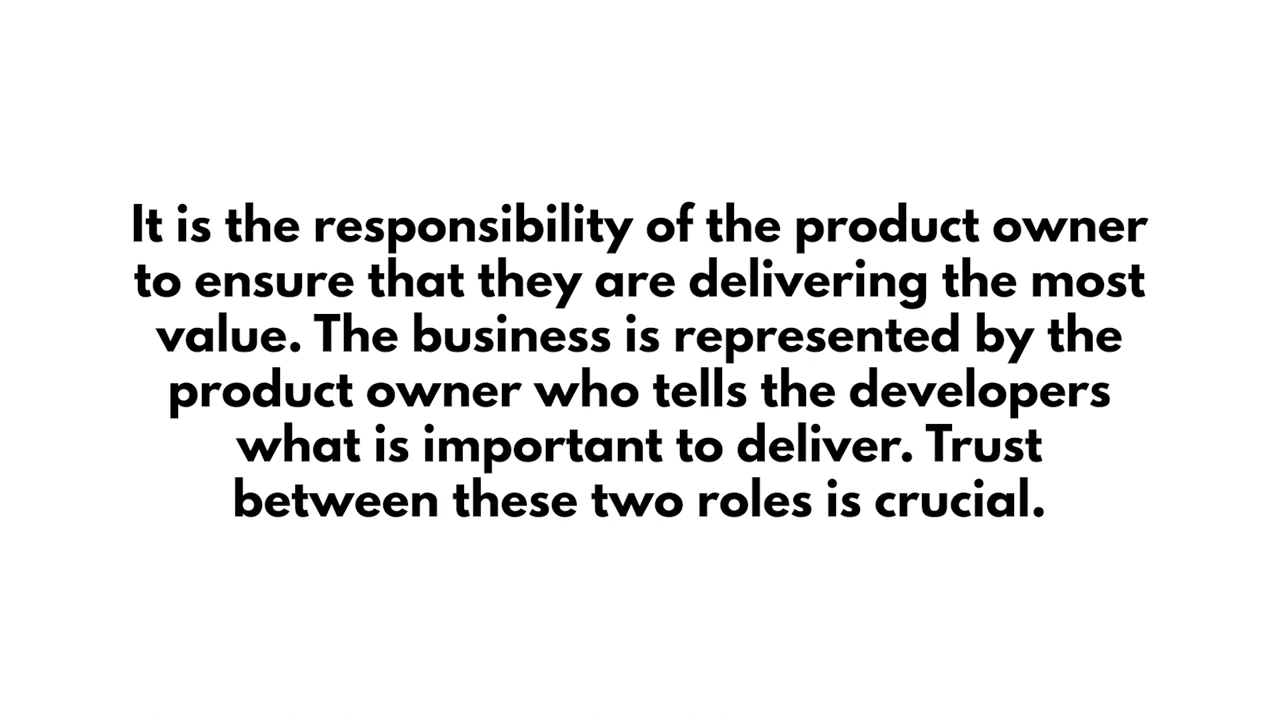 It is the responsibility of the product owner
to ensure that they are delivering the most
value. The business is represented by the
product owner who tells the developers
what is important to deliver. Trust
between these two roles is crucial.